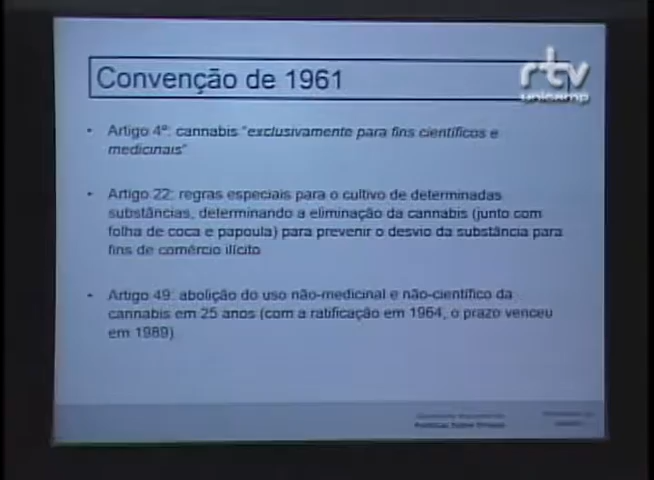 Convenção de 1961
rtv
unicamp
• Artigo 4º: cannabis "exclusivamente para fins científicos e
medicinais"
• Artigo 22: regras especiais para o cultivo de determinadas
substâncias, determinando a eliminação da cannabis (junto com
folha de coca e papoula) para prevenir o desvio da substância para
fins de comércio ilícito
• Artigo 49: abolição do uso não-medicinal e não-científico da
cannabis em 25 anos (com a ratificação em 1964, o prazo venceu
em 1989)